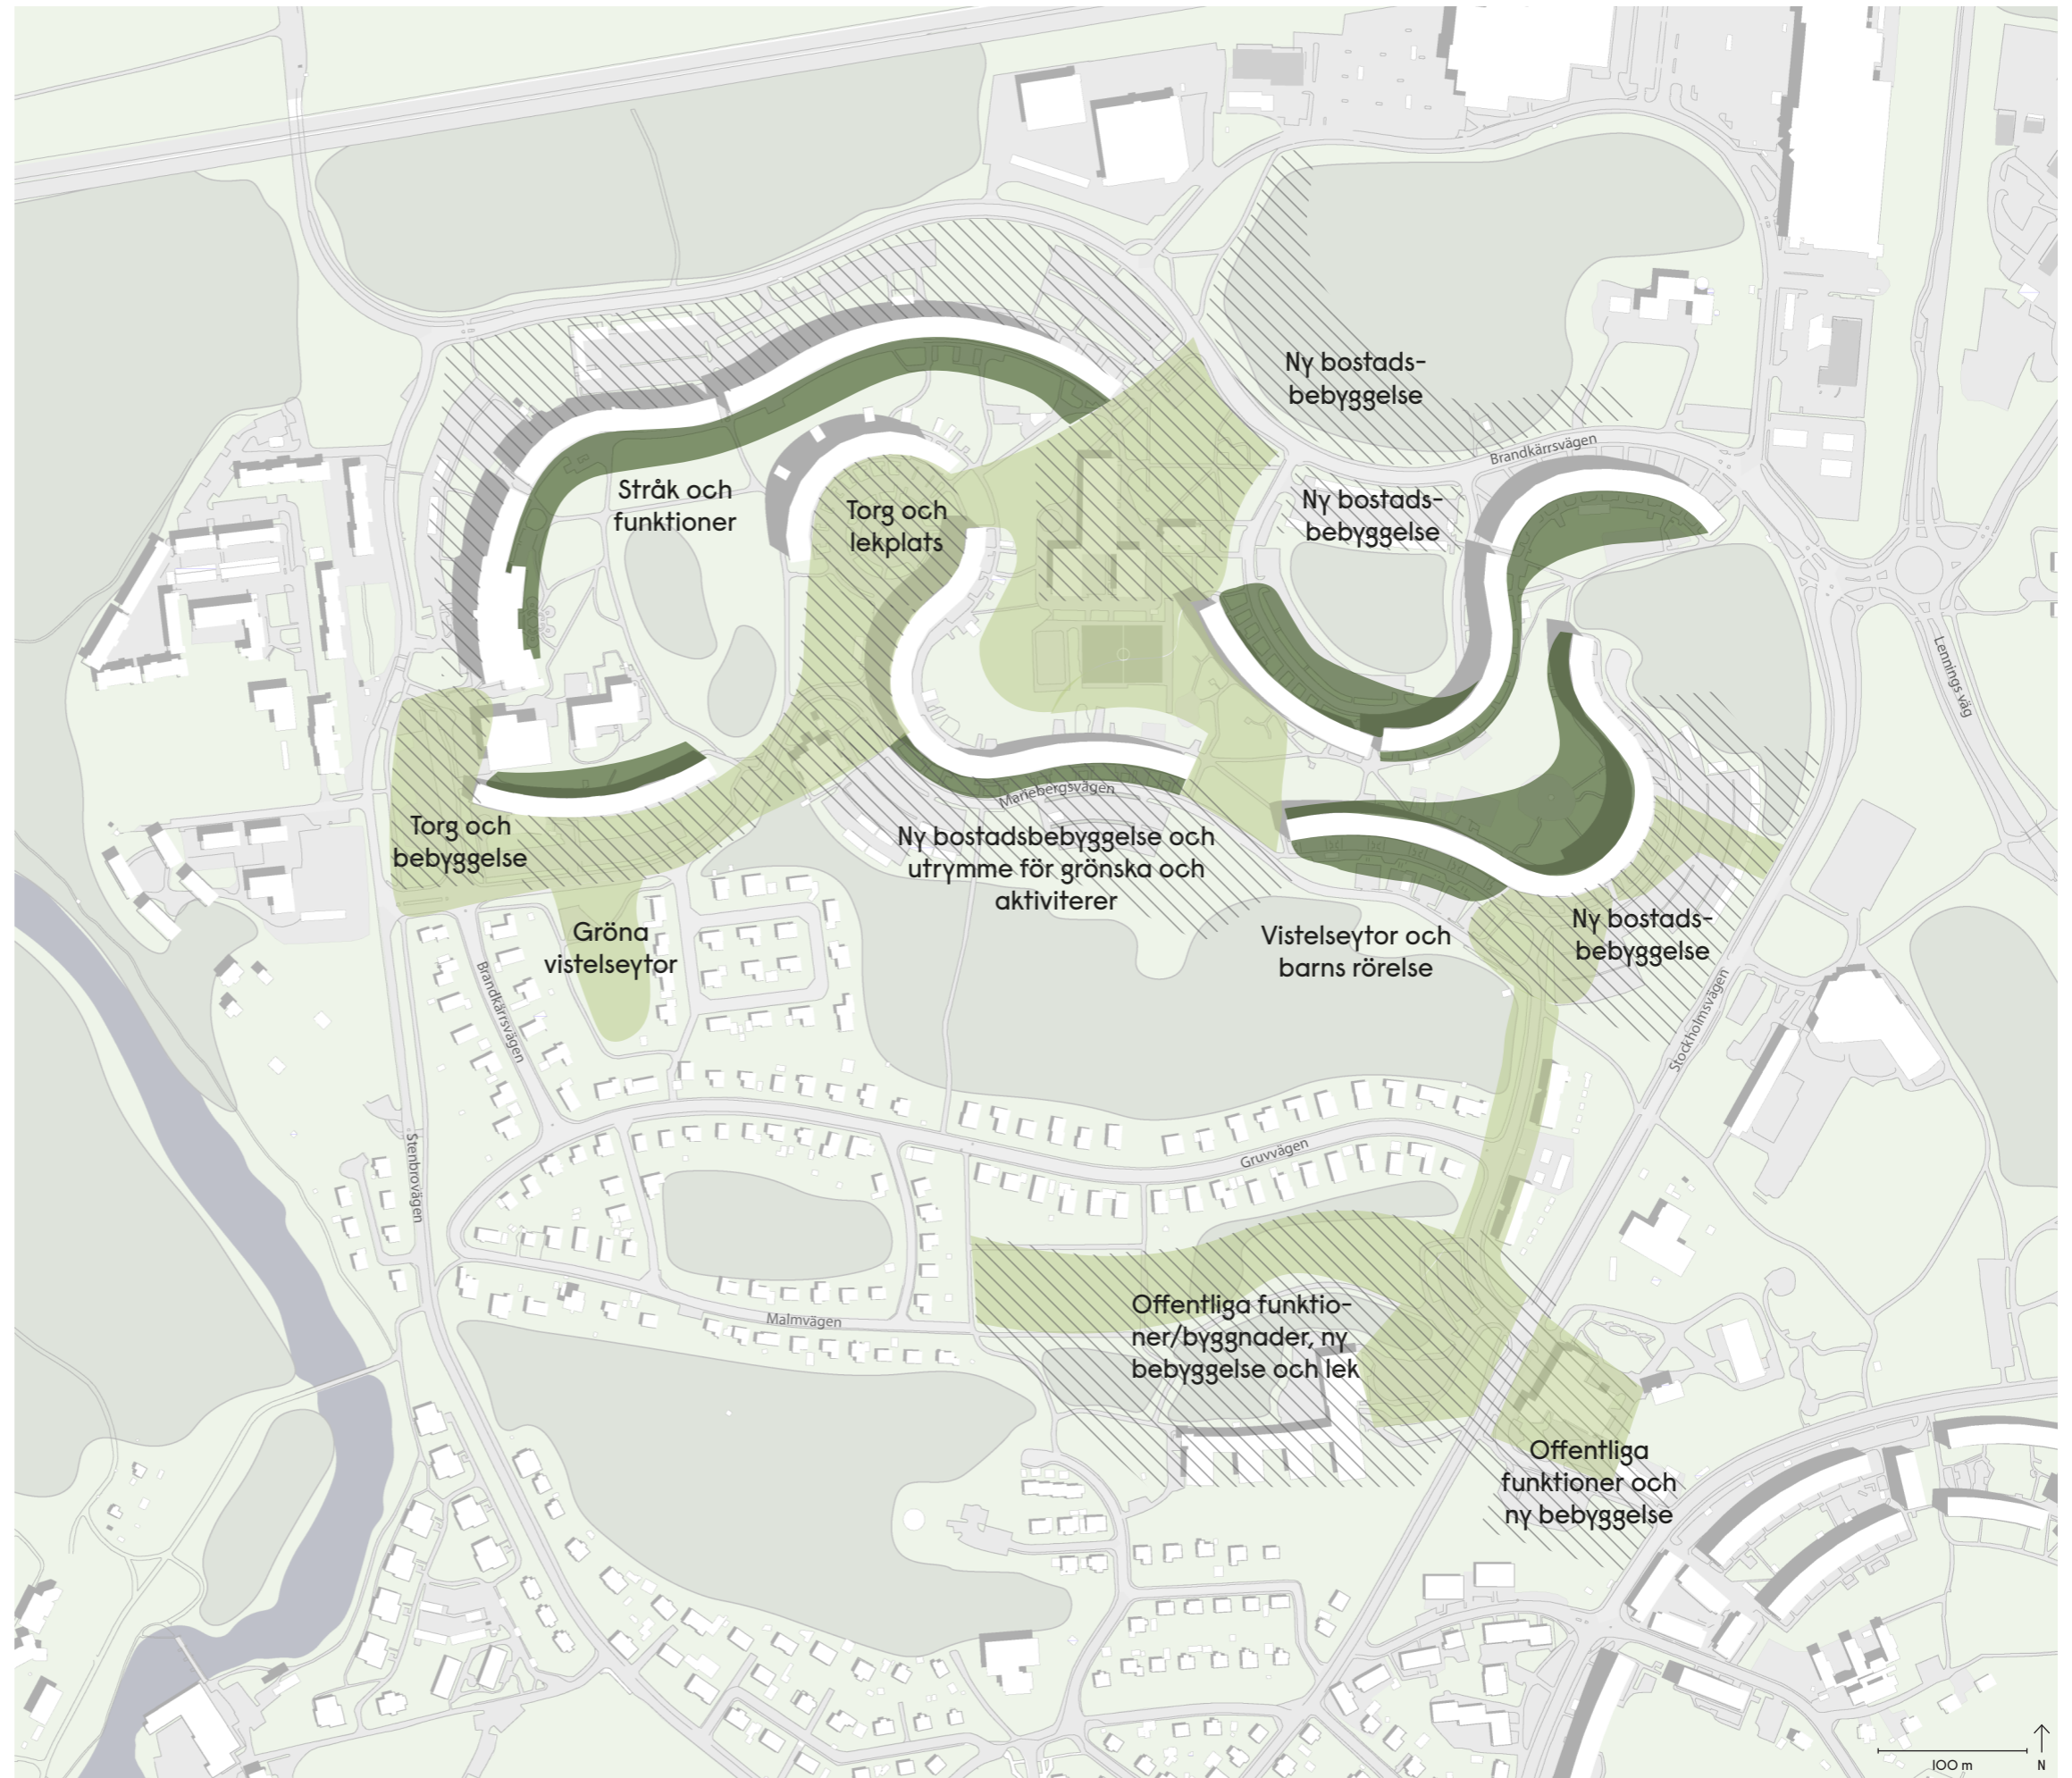 Ny bostads-
bebyggelse
Brandkärrsvägen
Stråk och
funktioner
Torg och
lekplats
Ny bostads-
bebyggelse
Lennings väg
Mariebergsvägen
Torg och
bebyggelse
Ny bostadsbebyggelse och
utrymme för grönska och
aktiviterer
Gröna
vistelseytor
Vistelseytor och
barns rörelse
Ny bostads-
bebyggelse
Brandkärrsvägen
Stockholmsvägen
Stenbrovägen
Gruvvägen
Malmvägen
Offentliga funktio-
ner/byggnader, ny
bebyggelse och lek
Offentliga
funktioner och
ny bebyggelse
100 m
N